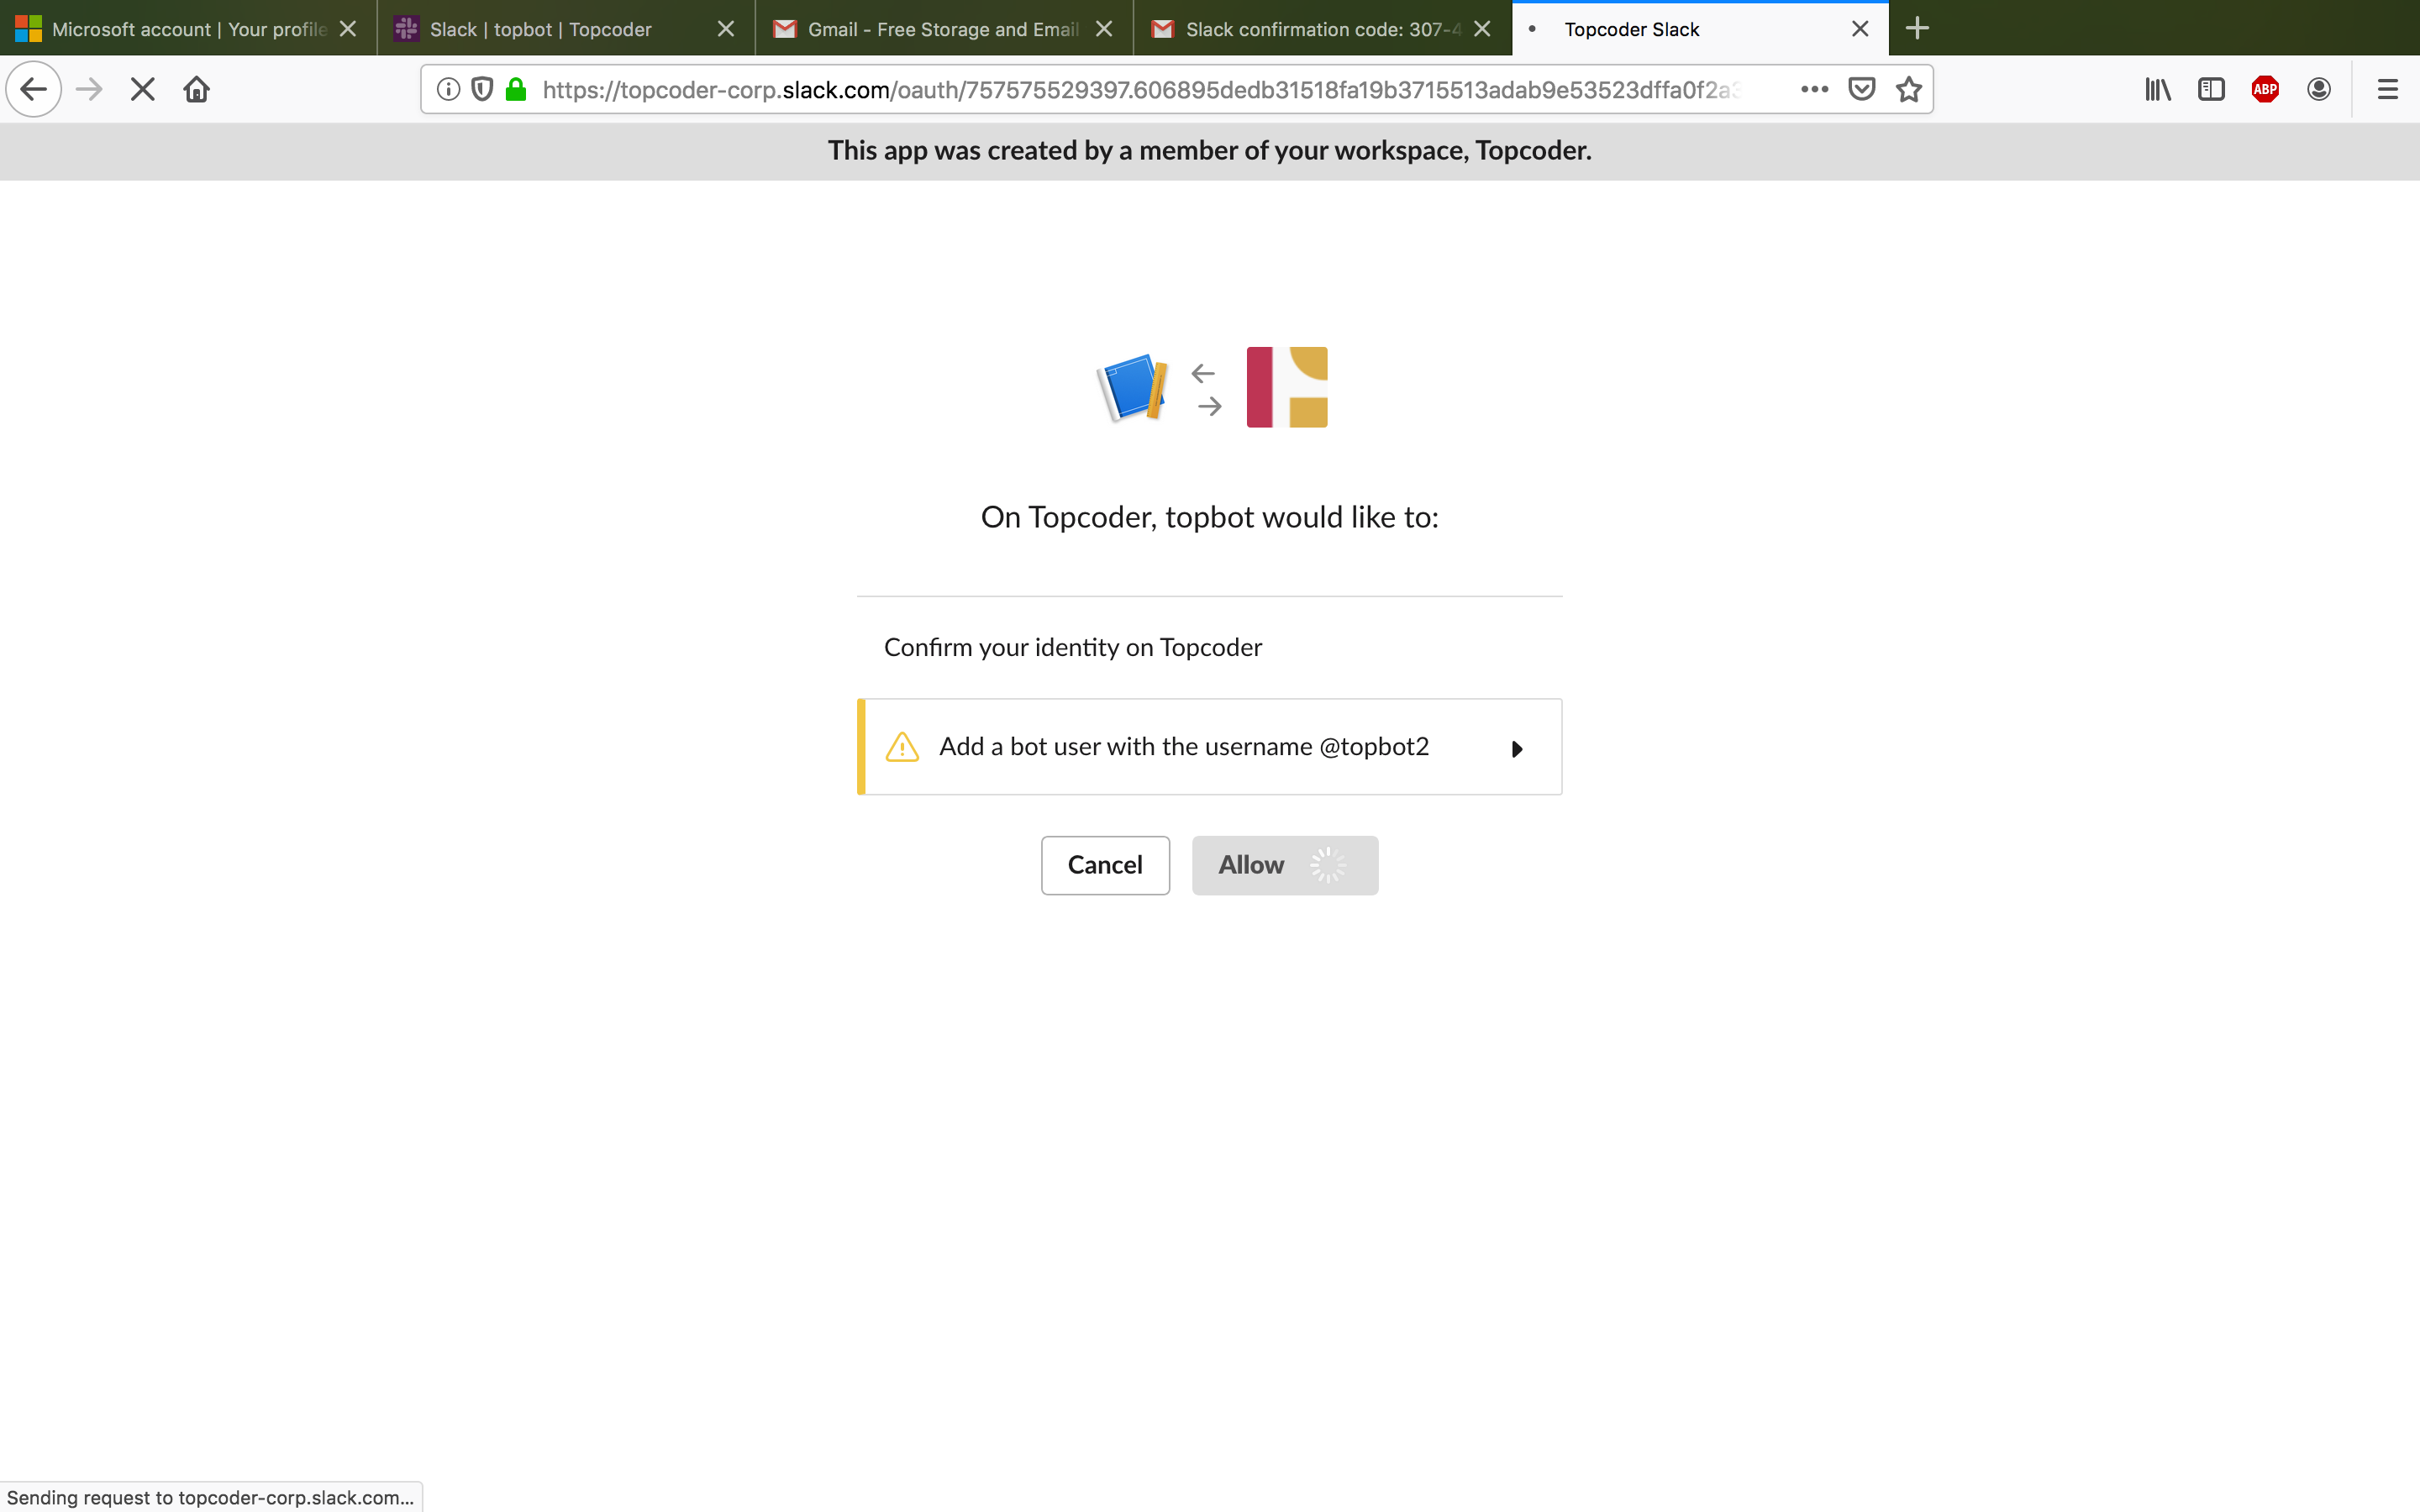 Microsoft account | Your profile
Slack | topbot | Topcoder
Gmail - Free Storage and Email
Slack confirmation code: 307-4
Topcoder Slack
https://topcoder-corp.slack.com/oauth/757575529397.606895dedb31518fa19b3715513adab9e53523dffa0f2a3
ABP
This app was created by a member of your workspace, Topcoder.
On Topcoder, topbot would like to:
Confirm your identity on Topcoder
Add a bot user with the username @topbot2
Cancel
Allow
Sending request to topcoder-corp.slack.com...